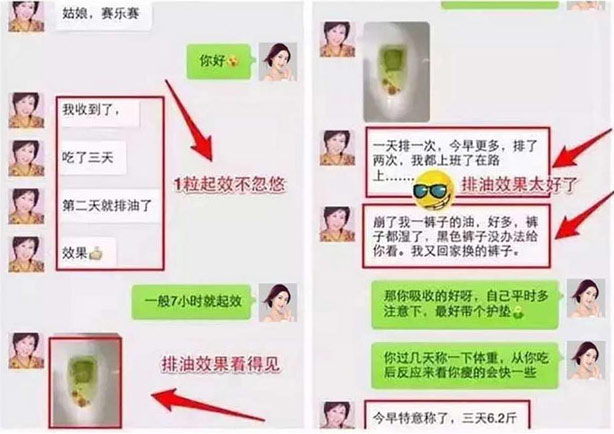 姑娘，赛乐赛
你好
我收到了，
吃了三天
1粒起效不忽悠
第二天就排油了
效果
一般7小时就起效
排油效果看得见
一天排一次，今早更多，排了
两次，我都上班了在路
上.......
排油效果太好了
崩了我一裤子的油，好多，裤
子都湿了，黑色裤子没办法给
你看。我又回家换的裤子。
那你吸收的好呀，自己平时多
注意下，最好带个护垫
你过几天称一下体重，从你吃
后反应来看你瘦的会快一些
今早特意称了，三天6.2斤